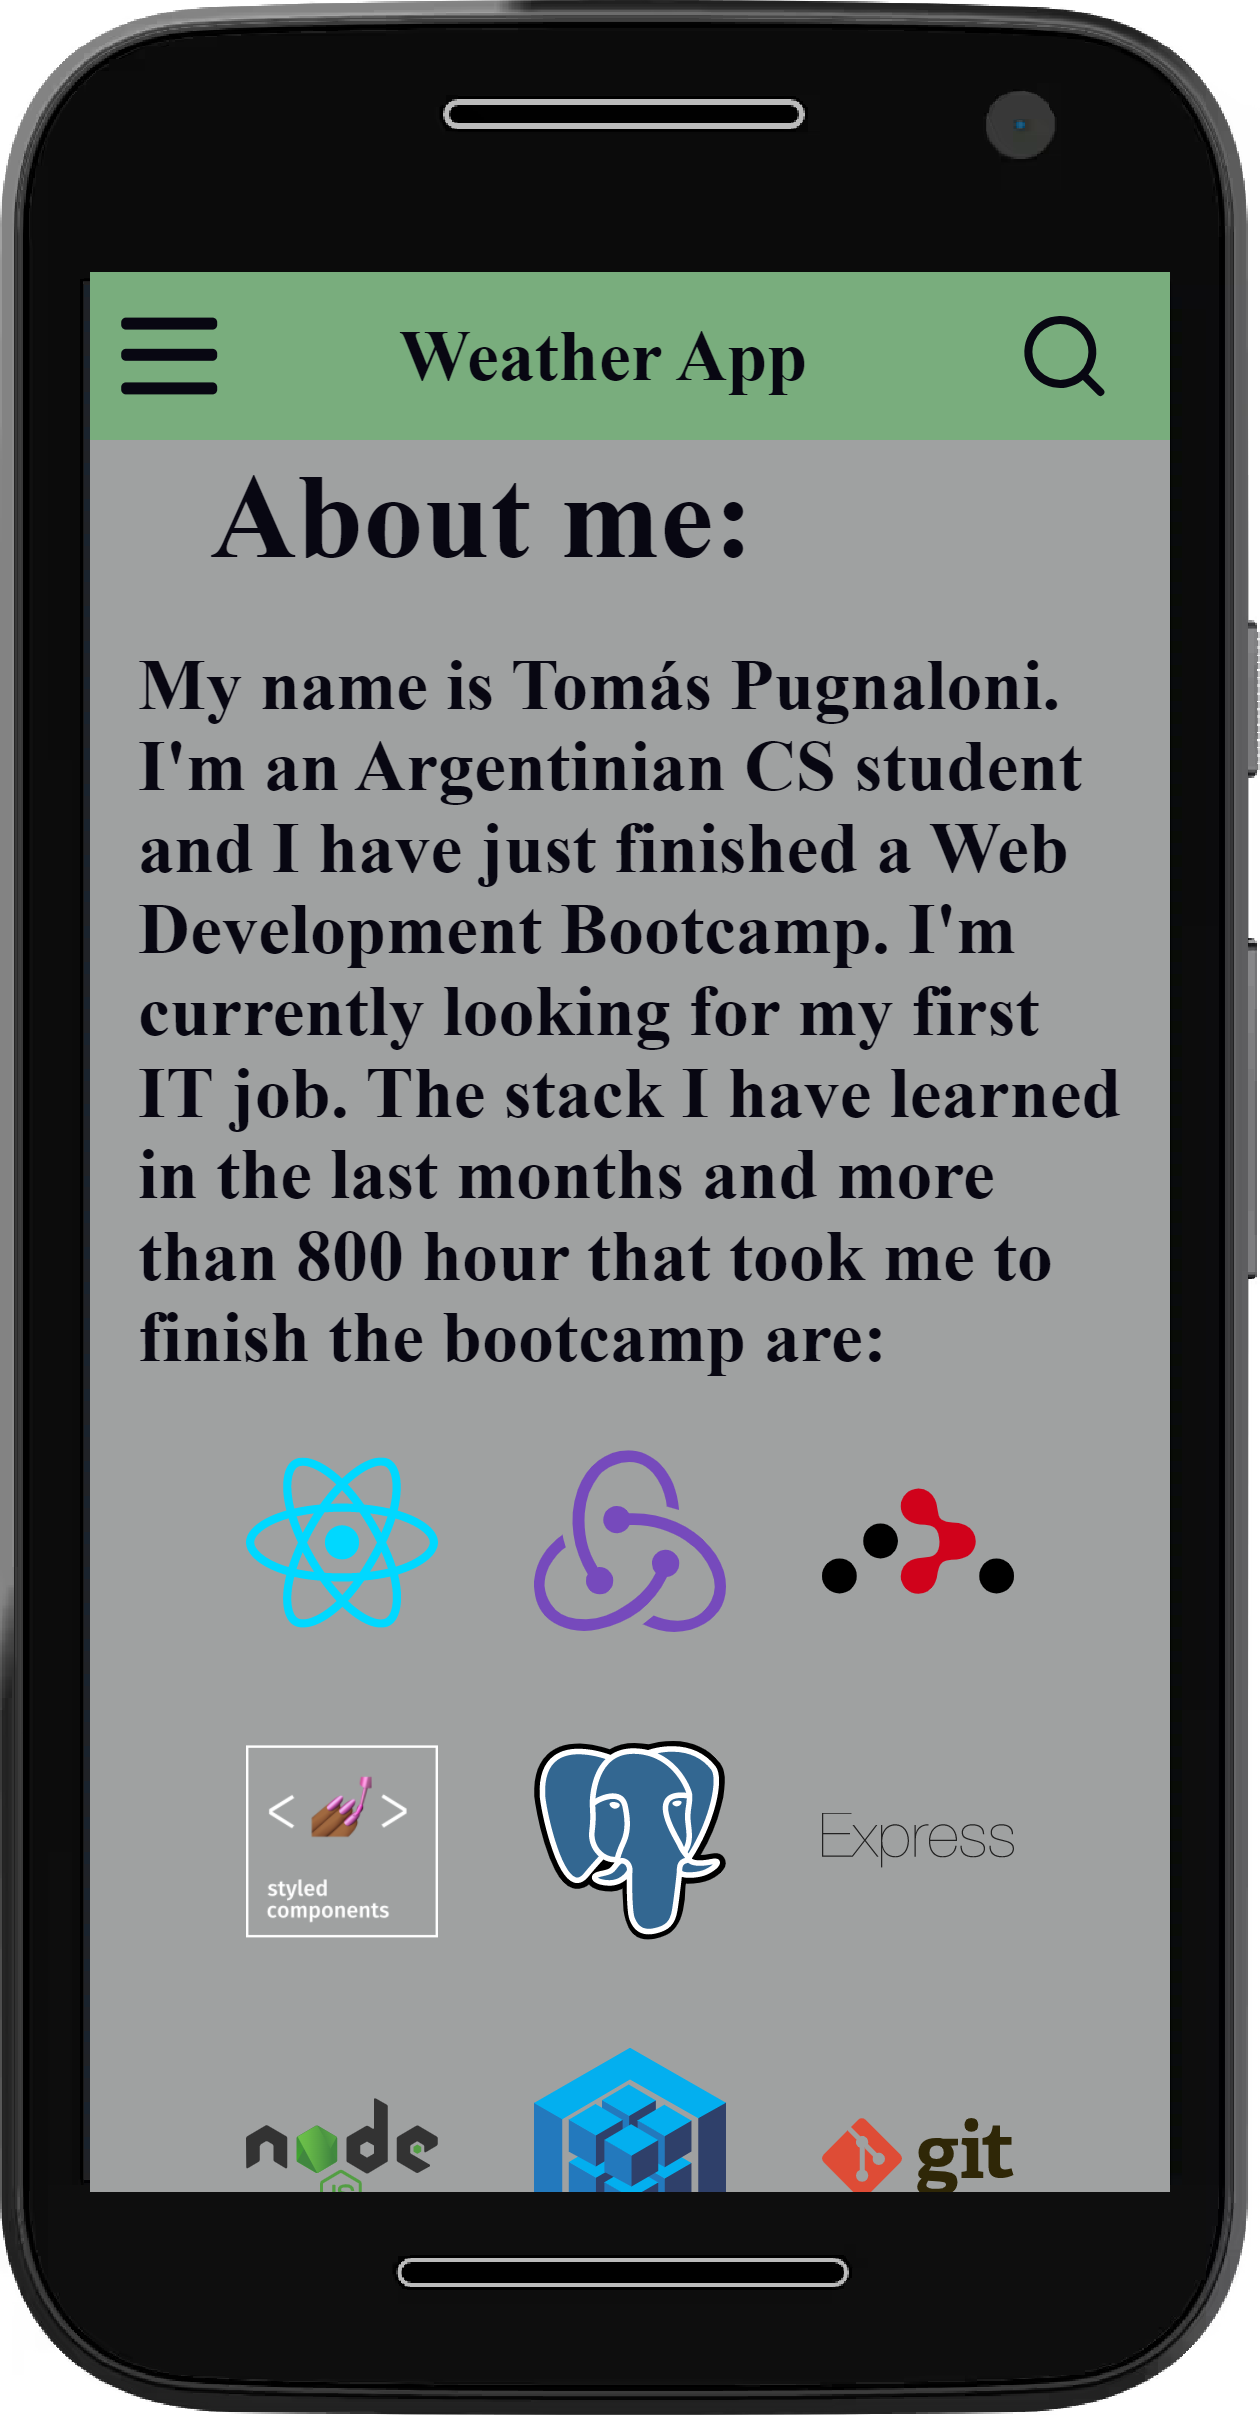 Weather App
About me:
My name is Tomás Pugnaloni.
I'm an Argentinian CS student
and I have just finished a Web
Development Bootcamp. I'm
currently looking for my first
IT job. The stack I have learned
in the last months and more
than 800 hour that took me to
finish the bootcamp are:
< >
styled
components
Express
node
JS
git